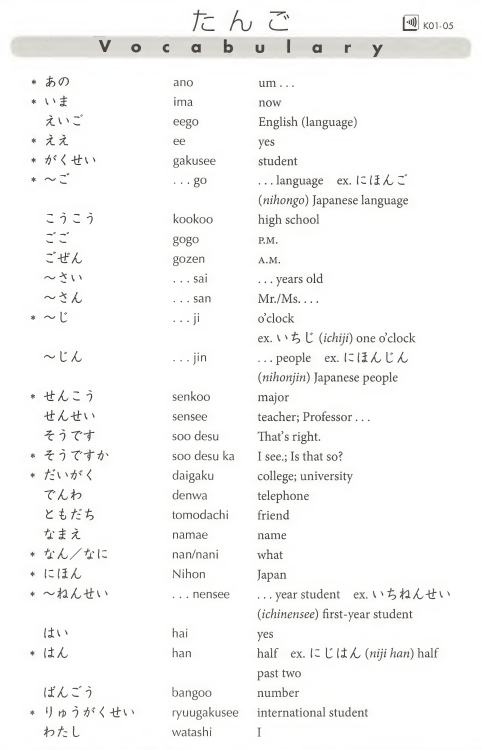 たんご
K01-05
Vocabulary
* あの ano um . . .
* いま ima now
えいご eego English (language)
* ええ ee yes
* がくせい gakusee student
* 〜ご . . . go . . . language ex. にほんご
(nihongo) Japanese language
こうこう kookoo high school
ごご gogo P.M.
ごぜん gozen A.M.
〜さい . . . sai . . . years old
〜さん . . . san Mr./Ms. . . .
* 〜じ . . . ji o'clock
ex. いちじ (ichiji) one o'clock
〜じん . . . jin . . . people ex. にほんじん
(nihonjin) Japanese people
* せんこう senkoo major
せんせい sensee teacher; Professor . . .
そうです soo desu That's right.
* そうですか soo desu ka I see.; Is that so?
* だいがく daigaku college; university
でんわ denwa telephone
ともだち tomodachi friend
なまえ namae name
* なん／なに nan/nani what
* にほん Nihon Japan
* 〜ねんせい . . . nensee . . . year student ex. いちねんせい
(ichinensee) first-year student
はい hai yes
* はん han half ex. にじはん (niji han) half
past two
ばんごう bangoo number
* りゅうがくせい ryuugakusee international student
わたし watashi I